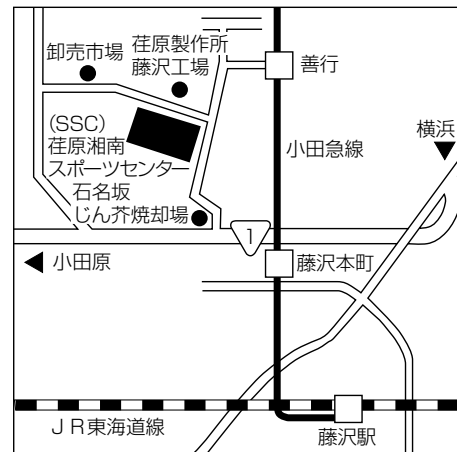 荏原製作所
藤沢工場
卸売市場
善行
(SSC)
荏原湘南
スポーツセンター
小田急線
横浜
石名坂
じん芥焼却場
1
小田原
藤沢本町
JR東海道線
藤沢駅